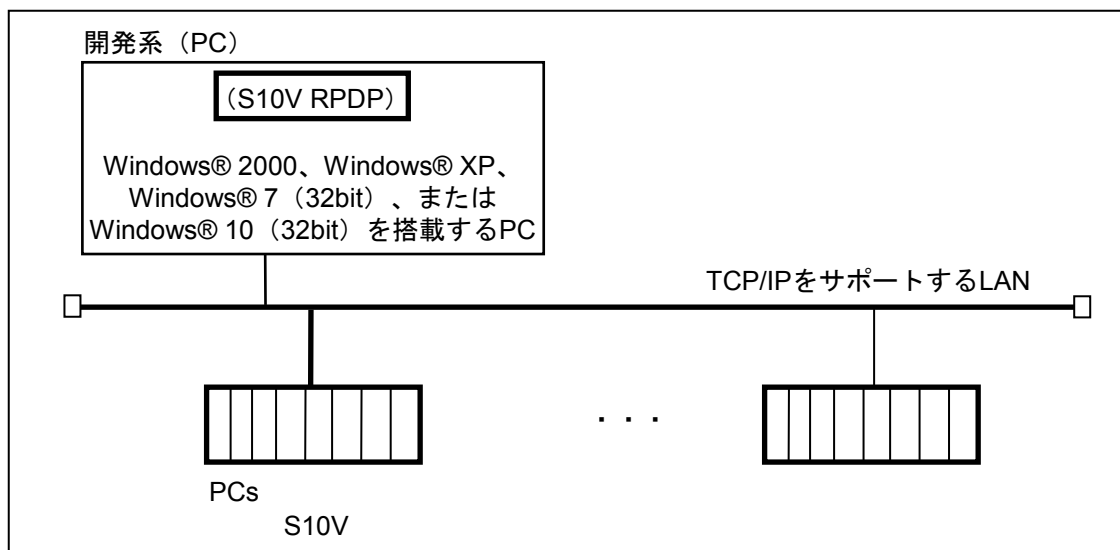 開発系（PC）
（S10V RPDP）
Windows® 2000、Windows® XP、
Windows® 7（32bit）、または
Windows® 10（32bit）を搭載するPC
TCP/IPをサポートするLAN
・・・
PCs
S10V